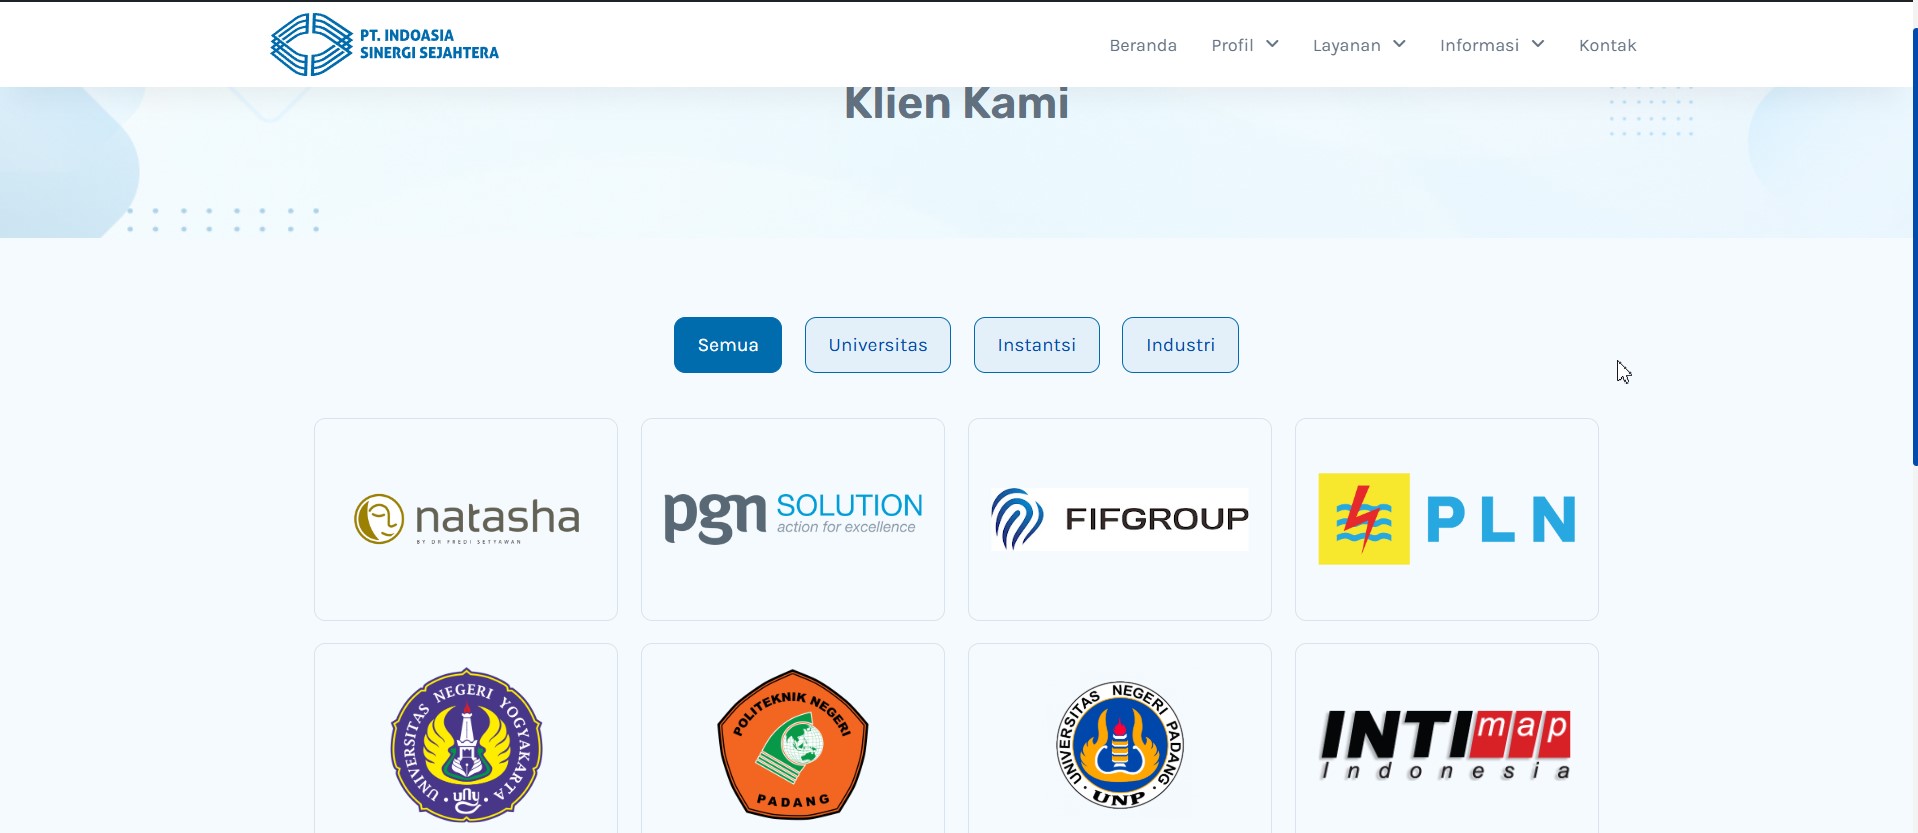 PT. INDOASIA
SINERGI SEJAHTERA
Beranda
Profil
Layanan
Informasi
Kontak
Klien Kami
Semua
Universitas
Instantsi
Industri
natasha
BY DR FREDI SETYAWAN
pgn SOLUTION
action for excellence
FIFGROUP
PLN
UNIVERSITAS NEGERI YOGYAKARTA
uny
POLITEKNIK NEGERI
PADANG
UNIVERSITAS NEGERI PADANG
UNP
INTImap
Indonesia